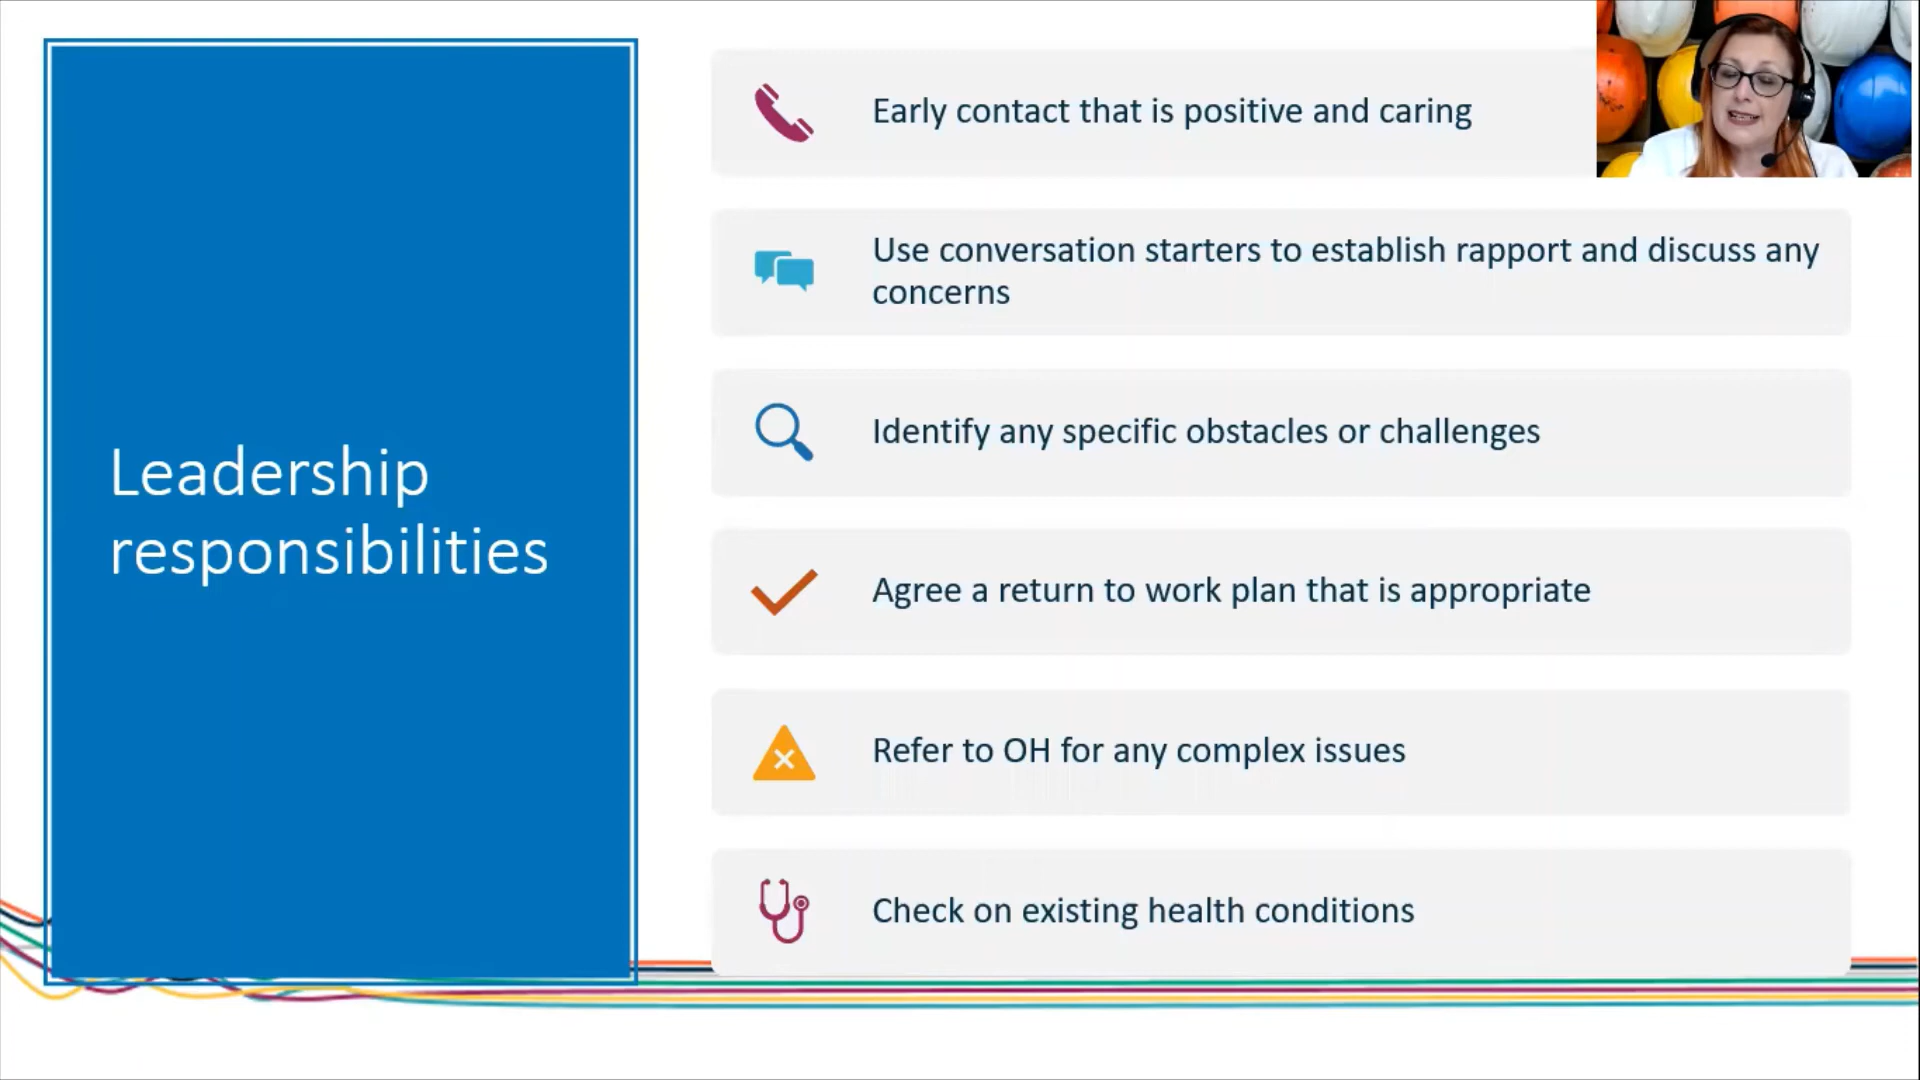 Leadership
responsibilities
Early contact that is positive and caring
Use conversation starters to establish rapport and discuss any
concerns
Identify any specific obstacles or challenges
Agree a return to work plan that is appropriate
Refer to OH for any complex issues
Check on existing health conditions